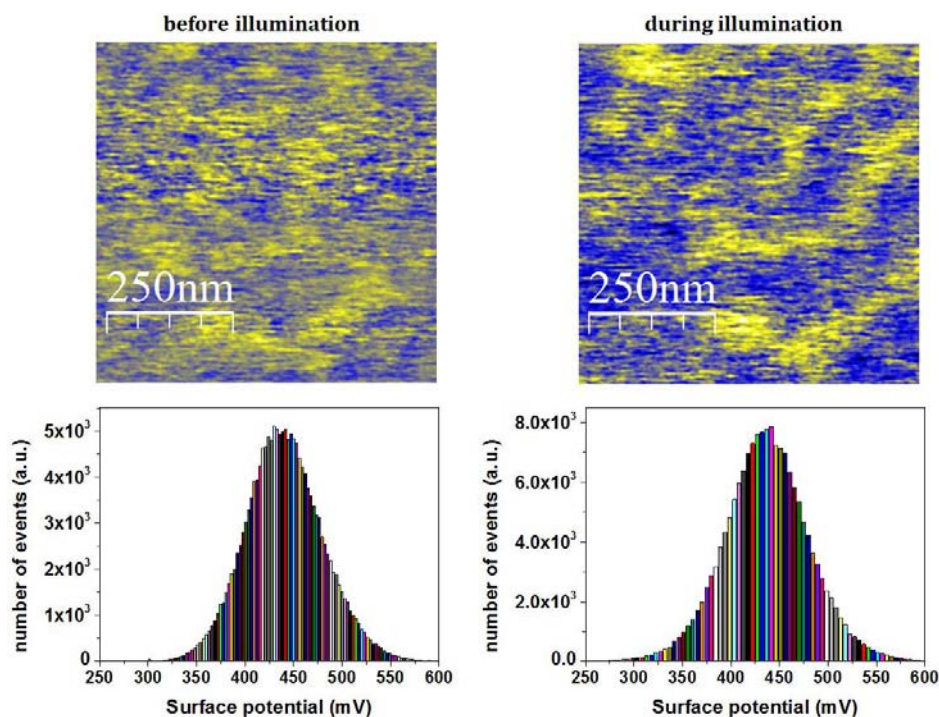 before illumination
during illumination
250nm
250nm
number of events (a.u.)
5x10³
4x10³
3x10³
2x10³
1x10³
0
250 300 350 400 450 500 550 600
Surface potential (mV)
number of events (a.u.)
8.0x10³
6.0x10³
4.0x10³
2.0x10³
0.0
250 300 350 400 450 500 550 600
Surface potential (mV)